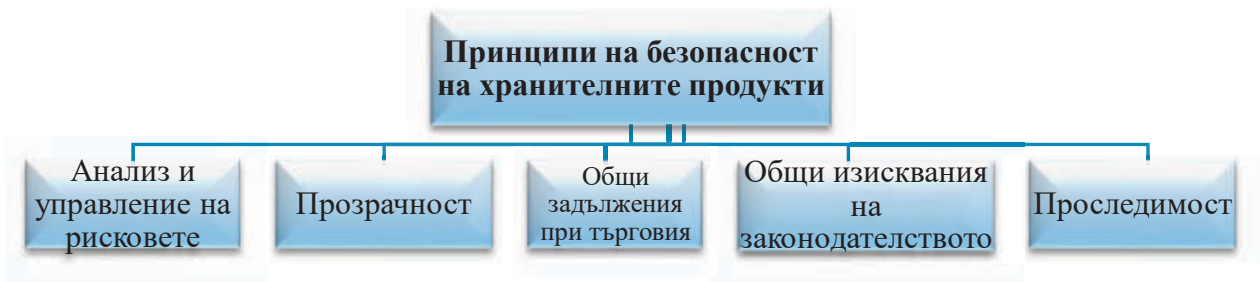 Принципи на безопасност
на хранителните продукти
Анализ и
управление на
рисковете
Прозрачност
Общи
задължения
при търговия
Общи изисквания
на
законодателството
Проследимост